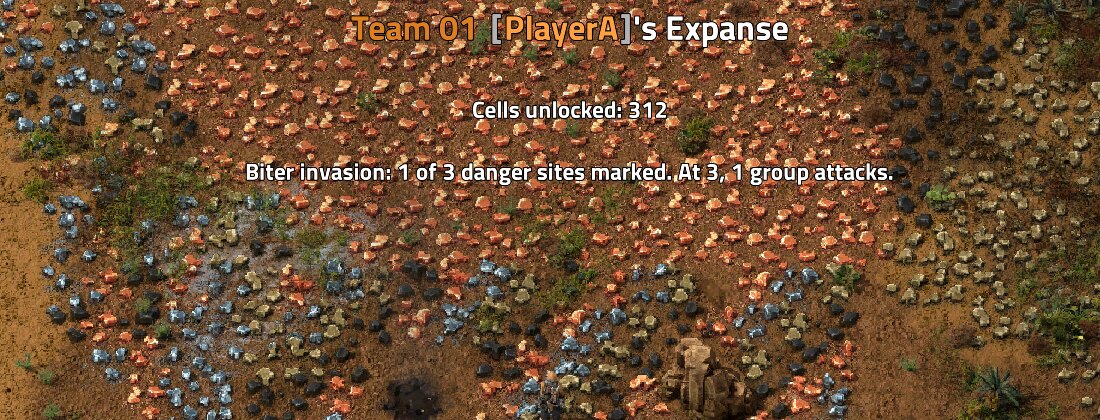 Team 01 [PlayerA]'s Expanse
Cells unlocked: 312
Biter invasion: 1 of 3 danger sites marked. At 3, 1 group attacks.